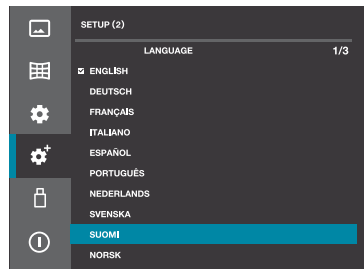 SETUP (2)
LANGUAGE 1/3
ENGLISH
DEUTSCH
FRANÇAIS
ITALIANO
ESPAÑOL
PORTUGUÊS
NEDERLANDS
SVENSKA
SUOMI
NORSK